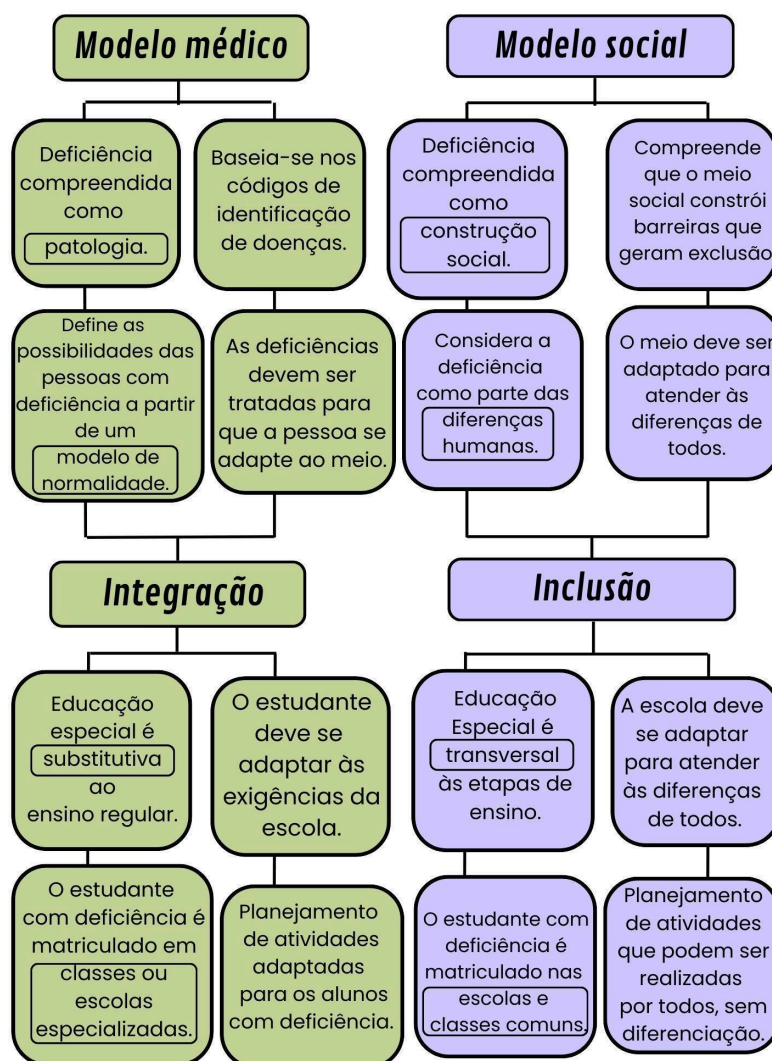 Modelo médico
Deficiência
compreendida
como
patologia.
Baseia-se nos
códigos de
identificação
de doenças.
Define as
possibilidades das
pessoas com
deficiência a partir
de um
modelo de
normalidade.
As deficiências
devem ser
tratadas para
que a pessoa se
adapte ao meio.
Integração
Educação
especial é
substitutiva
ao
ensino regular.
O estudante
deve se
adaptar às
exigências da
escola.
O estudante
com deficiência é
matriculado em
classes ou
escolas
especializadas.
Planejamento
de atividades
adaptadas
para os alunos
com deficiência.
Modelo social
Deficiência
compreendida
como
construção
social.
Compreende
que o meio
social constrói
barreiras que
geram exclusão
Considera a
deficiência
como parte das
diferenças
humanas.
O meio deve ser
adaptado para
atender às
diferenças de
todos.
Inclusão
Educação
Especial é
transversal
às etapas de
ensino.
A escola deve
se adaptar
para atender
às diferenças
de todos.
O estudante com
deficiência é
matriculado nas
escolas e
classes comuns.
Planejamento
de atividades
que podem ser
realizadas
por todos, sem
diferenciação.